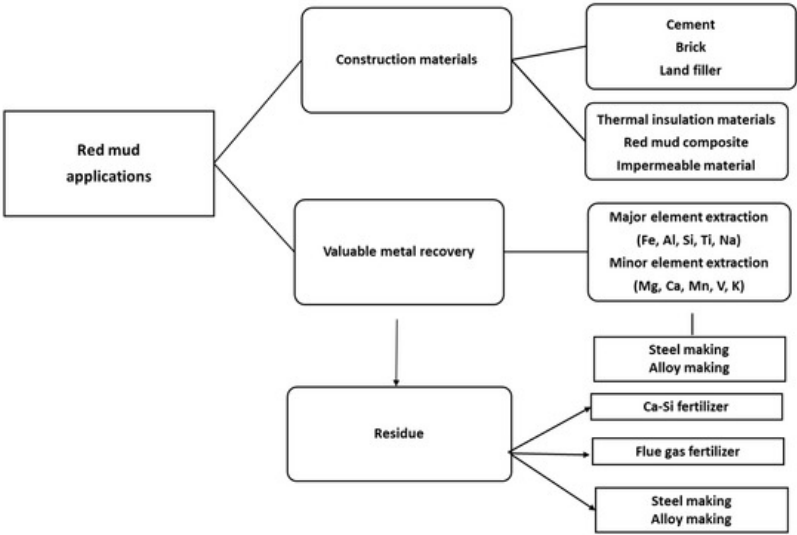 Red mud
applications
Construction materials
Cement
Brick
Land filler
Thermal insulation materials
Red mud composite
Impermeable material
Valuable metal recovery
Major element extraction
(Fe, Al, Si, Ti, Na)
Minor element extraction
(Mg, Ca, Mn, V, K)
Steel making
Alloy making
Residue
Ca-Si fertilizer
Flue gas fertilizer
Steel making
Alloy making